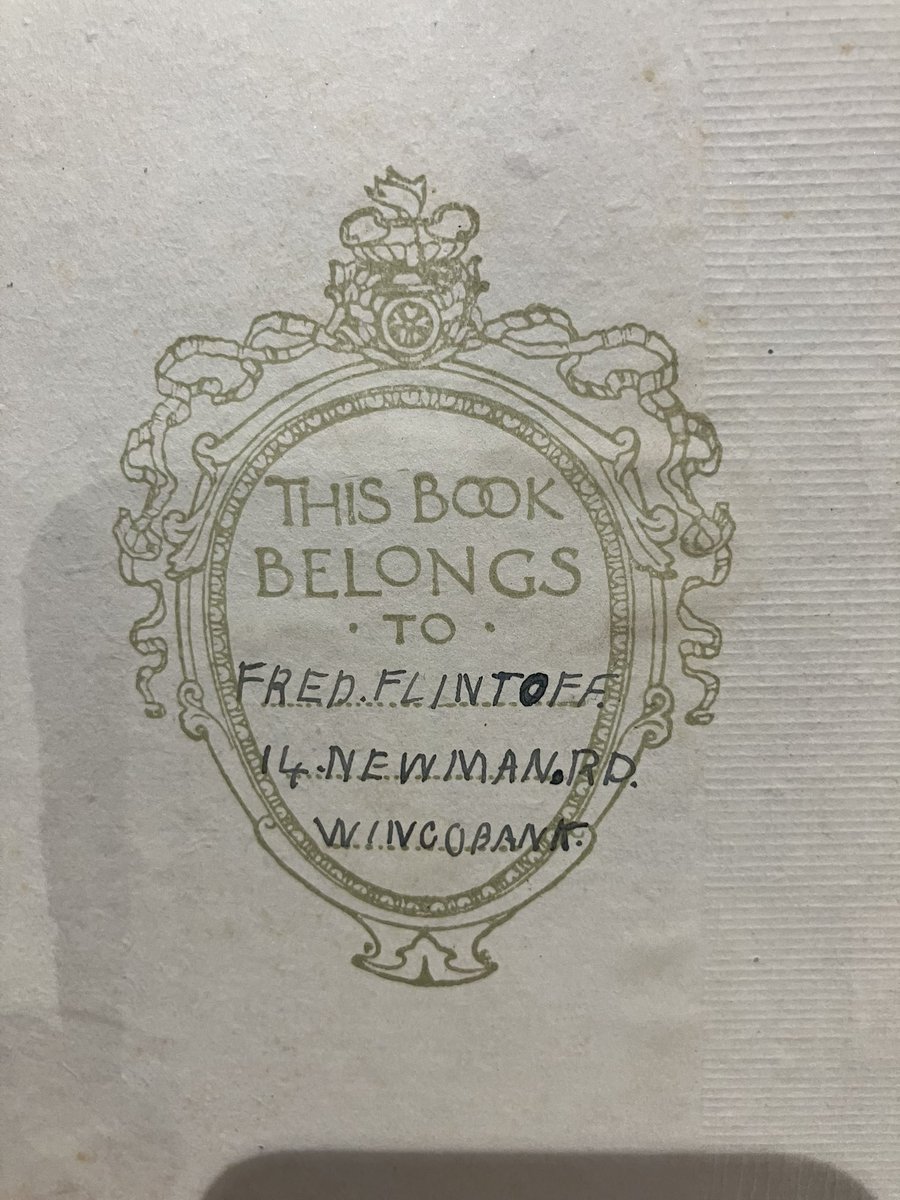 THIS BOOK
BELONGS
· TO ·
FRED.FLINTOFF.
14.NEWMAN.RD.
WINCOBANK.